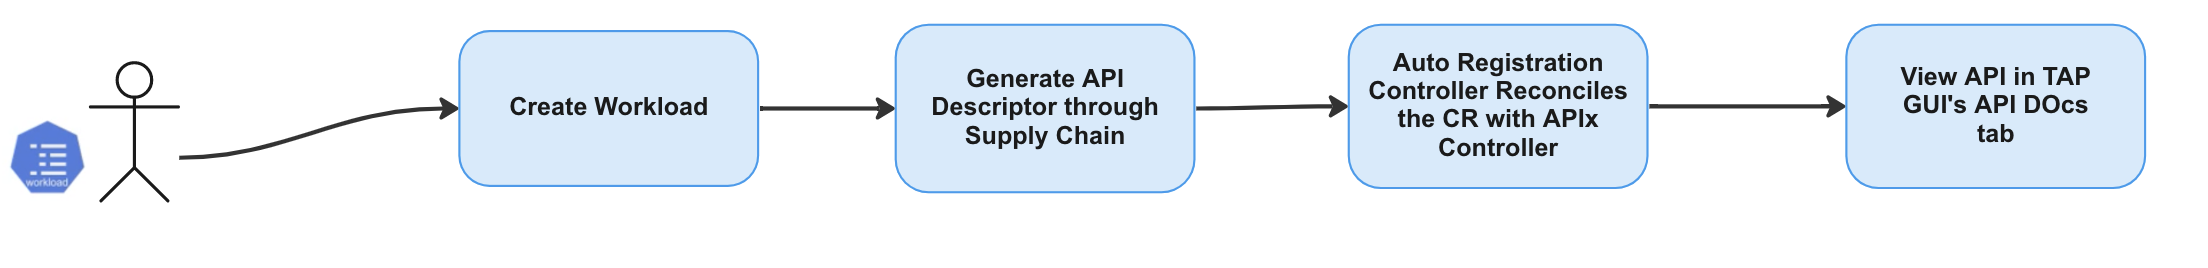 workload
Create Workload
Generate API
Descriptor through
Supply Chain
Auto Registration
Controller Reconciles
the CR with APIx
Controller
View API in TAP
GUI's API DOcs
tab